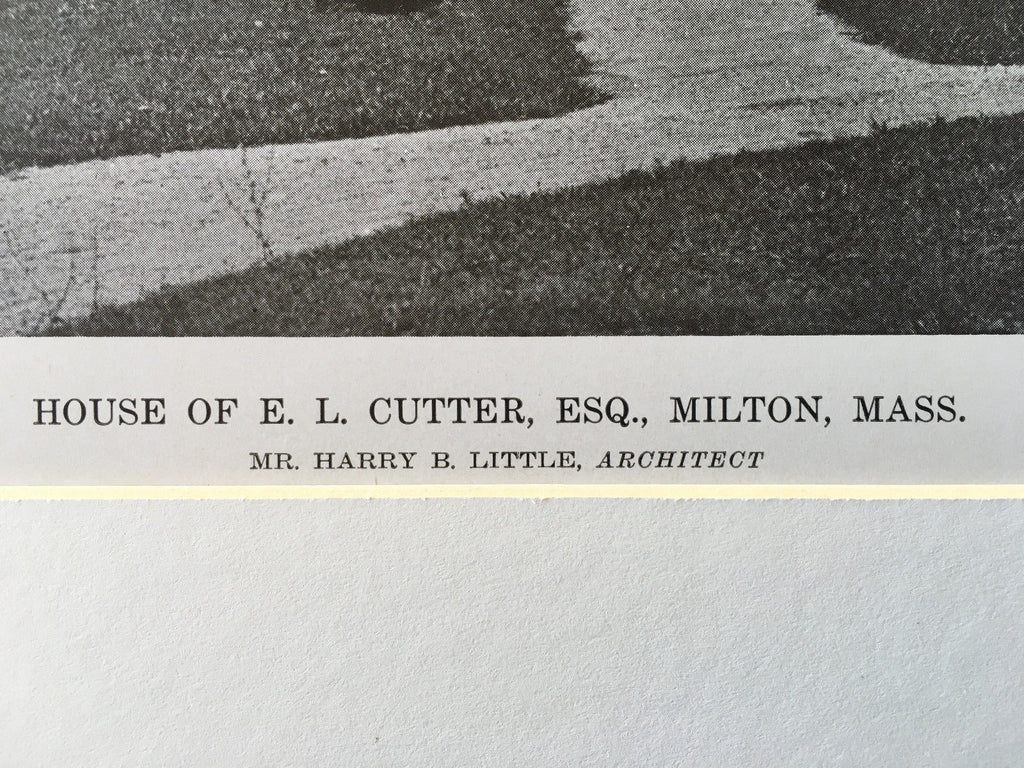 HOUSE OF E. L. CUTTER, ESQ., MILTON, MASS.
MR. HARRY B. LITTLE, ARCHITECT